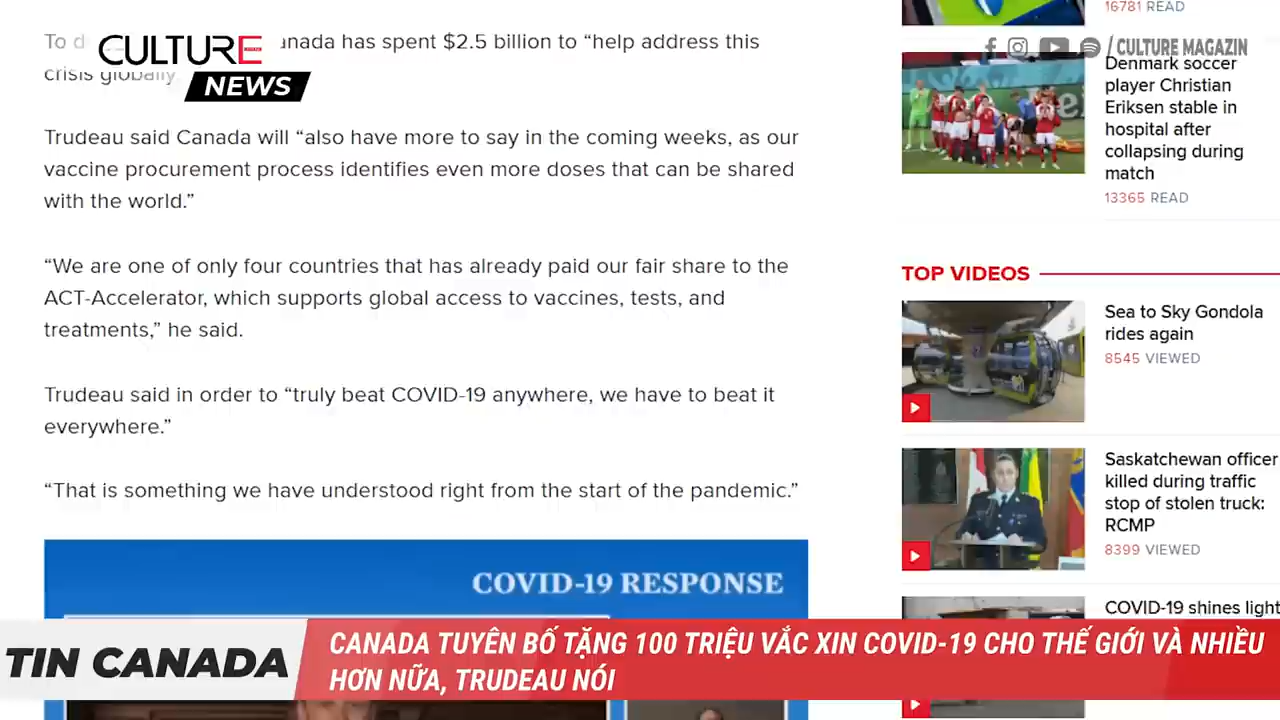 CULTURE
NEWS
/ CULTURE MAGAZIN
anada has spent $2.5 billion to “help address this
crisis globally
Trudeau said Canada will “also have more to say in the coming weeks, as our
vaccine procurement process identifies even more doses that can be shared
with the world.”
“We are one of only four countries that has already paid our fair share to the
ACT-Accelerator, which supports global access to vaccines, tests, and
treatments,” he said.
Trudeau said in order to “truly beat COVID-19 anywhere, we have to beat it
everywhere.”
“That is something we have understood right from the start of the pandemic.”
COVID-19 RESPONSE
16781 READ
Denmark soccer
player Christian
Eriksen stable in
hospital after
collapsing during
match
13365 READ
TOP VIDEOS
Sea to Sky Gondola
rides again
8545 VIEWED
Saskatchewan officer
killed during traffic
stop of stolen truck:
RCMP
8399 VIEWED
COVID-19 shines light
TIN CANADA
CANADA TUYÊN BỐ TẶNG 100 TRIỆU VẮC XIN COVID-19 CHO THẾ GIỚI VÀ NHIỀU
HƠN NỮA, TRUDEAU NÓI